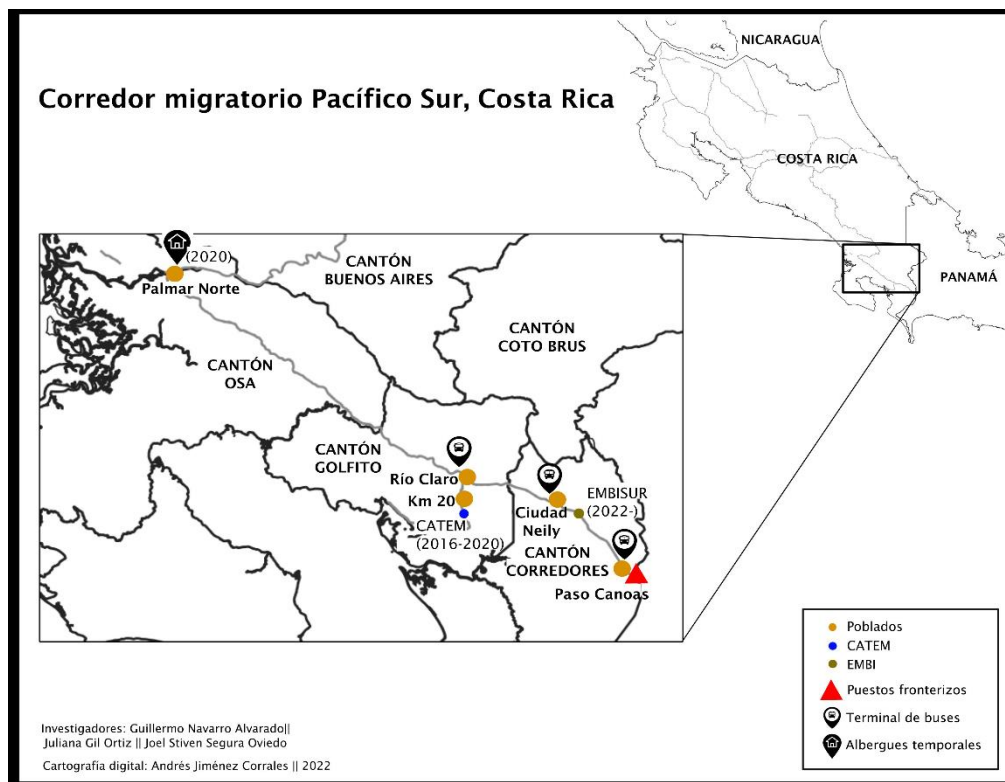 NICARAGUA
Corredor migratorio Pacífico Sur, Costa Rica
COSTA RICA
PANAMÁ
(2020)
Palmar Norte
CANTÓN
BUENOS AIRES
CANTÓN
COTO BRUS
CANTÓN
OSA
CANTÓN
GOLFITO
Río Claro
Km 20
CATEM
(2016-2020)
EMBISUR
(2022-)
Ciudad
Neily
CANTÓN
CORREDORES
Paso Canoas
Poblados
CATEM
EMBI
Puestos fronterizos
Terminal de buses
Albergues temporales
Investigadores: Guillermo Navarro Alvarado||
Juliana Gil Ortiz || Joel Stiven Segura Oviedo
Cartografía digital: Andrés Jiménez Corrales || 2022